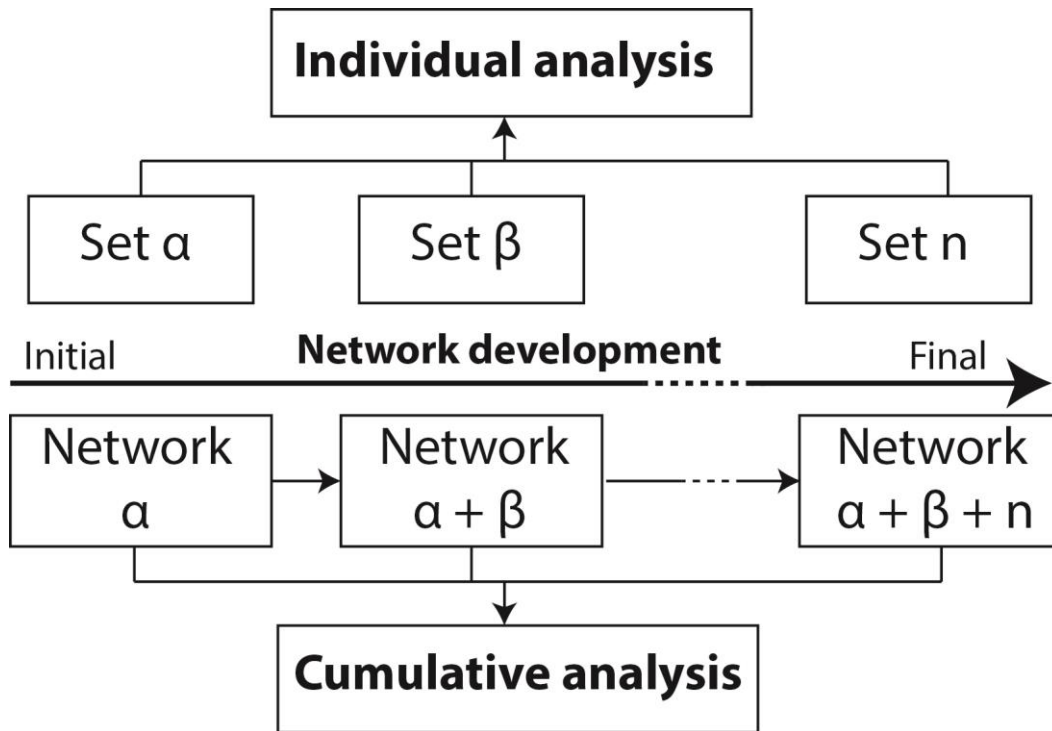 Individual analysis
Set α
Set β
Set n
Initial
Network development
Final
Network
α
Network
α + β
Network
α + β + n
Cumulative analysis